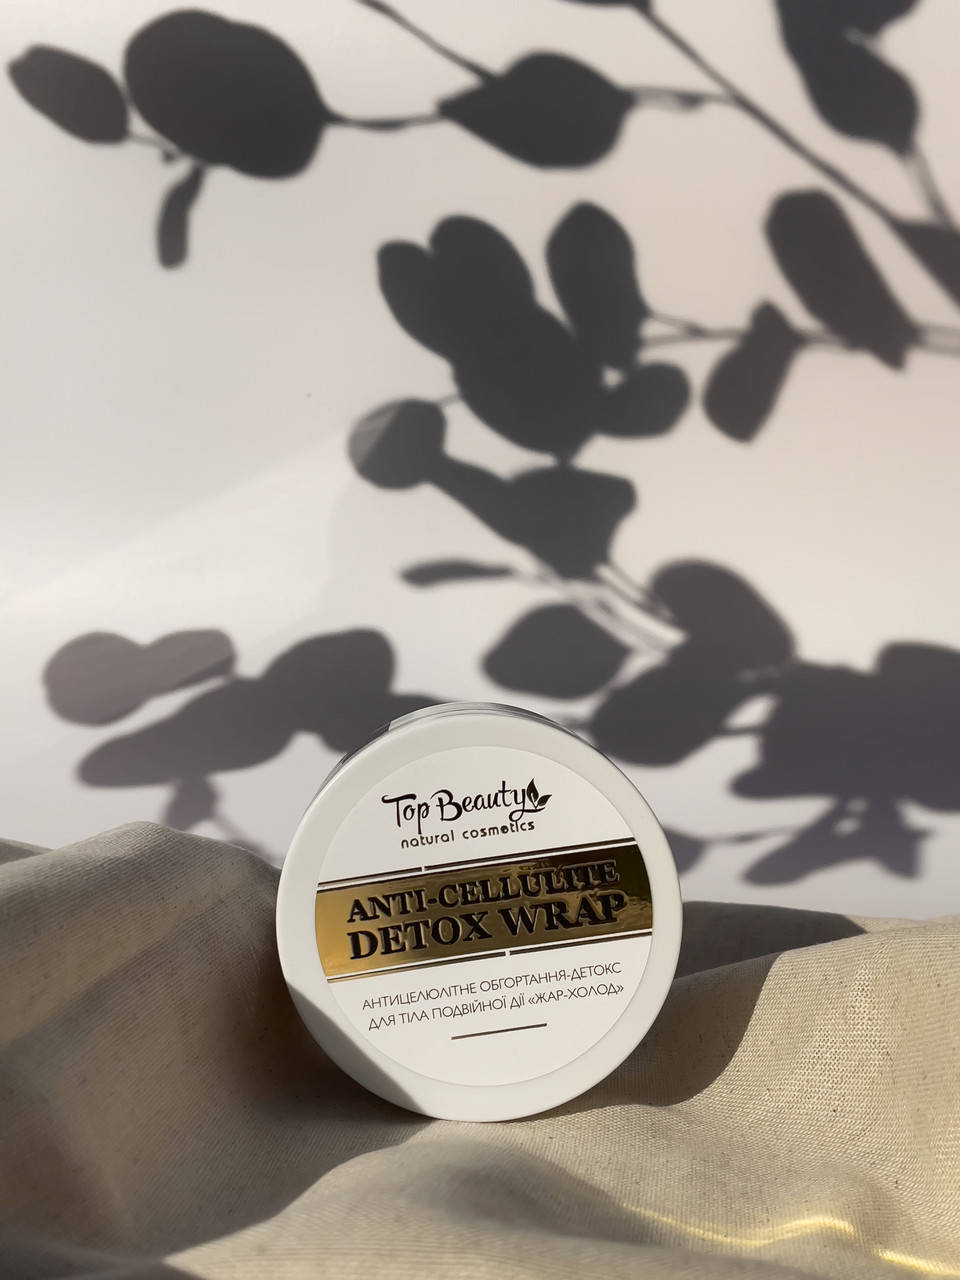 Top Beauty
natural cosmetics
ANTI-CELLULITE
DETOX WRAP
АНТИЦЕЛЮЛІТНЕ ОБГОРТАННЯ-ДЕТОКС
ДЛЯ ТІЛА ПОДВІЙНОЇ ДІЇ «ЖАР-ХОЛОД»